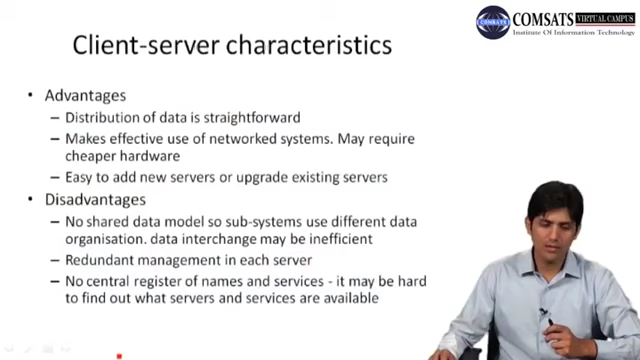 COMSATS VIRTUAL CAMPUS
COMSATS
Institute Of Information Technology
Client-server characteristics
• Advantages
– Distribution of data is straightforward
– Makes effective use of networked systems. May require
cheaper hardware
– Easy to add new servers or upgrade existing servers
• Disadvantages
– No shared data model so sub-systems use different data
organisation. data interchange may be inefficient
– Redundant management in each server
– No central register of names and services - it may be hard
to find out what servers and services are available